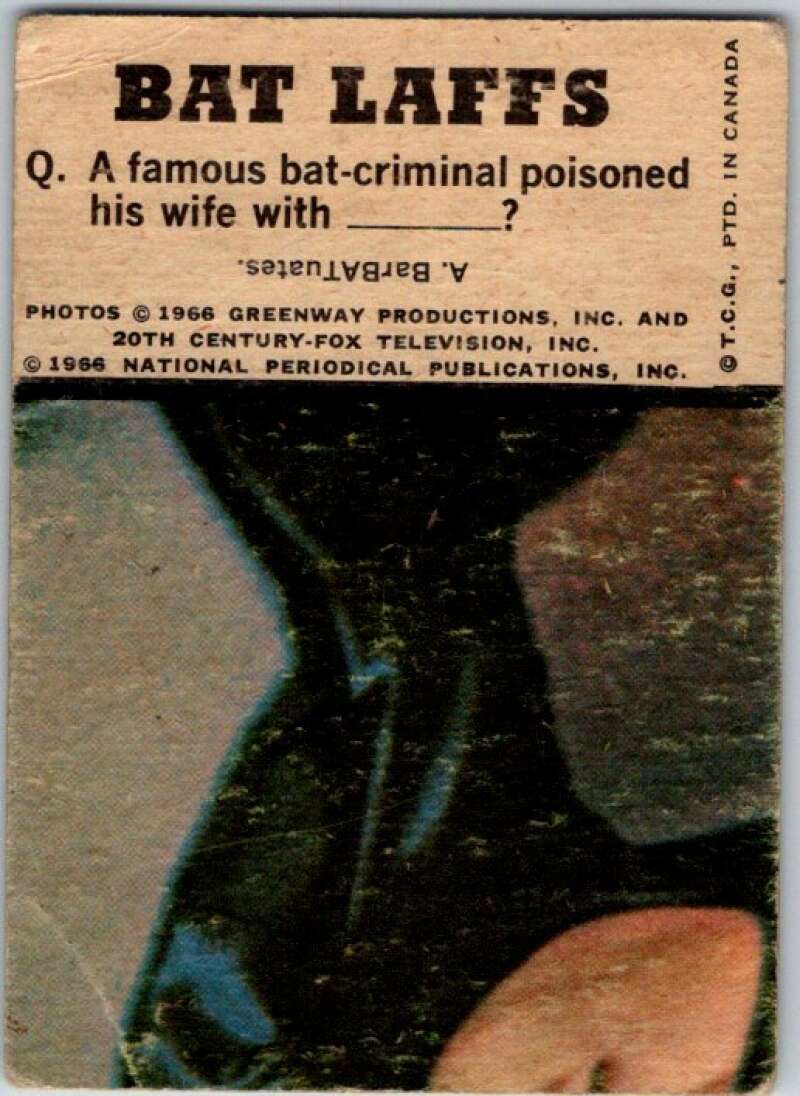 BAT LAFFS
Q. A famous bat-criminal poisoned
his wife with ________?
A. BarBATuates.
PHOTOS © 1966 GREENWAY PRODUCTIONS, INC. AND
20TH CENTURY-FOX TELEVISION, INC.
© 1966 NATIONAL PERIODICAL PUBLICATIONS, INC.
© T.C.G., PTD. IN CANADA